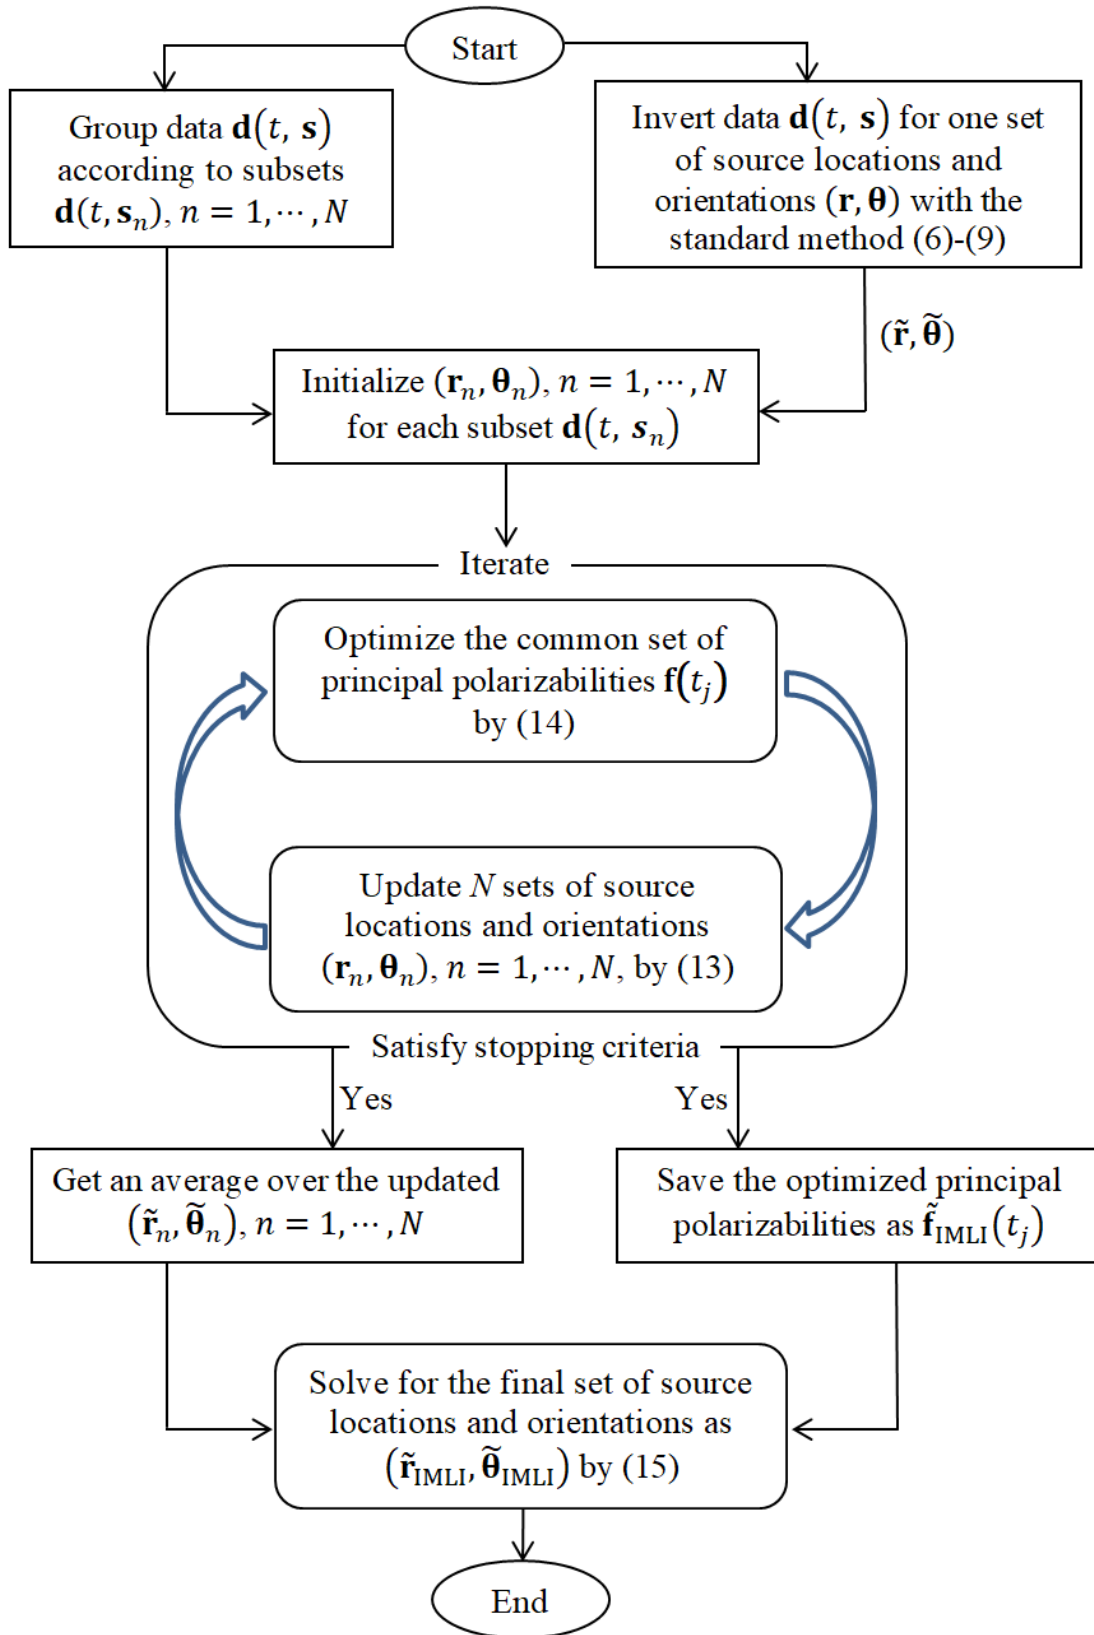 Start
Group data d(t, s)
according to subsets
d(t, sₙ), n = 1, ⋯, N
Invert data d(t, s) for one set
of source locations and
orientations (r, θ) with the
standard method (6)-(9)
(r̃, θ̃)
Initialize (rₙ, θₙ), n = 1, ⋯, N
for each subset d(t, sₙ)
Iterate
Optimize the common set of
principal polarizabilities f(tⱼ)
by (14)
Update N sets of source
locations and orientations
(rₙ, θₙ), n = 1, ⋯, N, by (13)
Satisfy stopping criteria
Yes
Yes
Get an average over the updated
(r̃ₙ, θ̃ₙ), n = 1, ⋯, N
Save the optimized principal
polarizabilities as f̃_IMLI(tⱼ)
Solve for the final set of source
locations and orientations as
(r̃_IMLI, θ̃_IMLI) by (15)
End